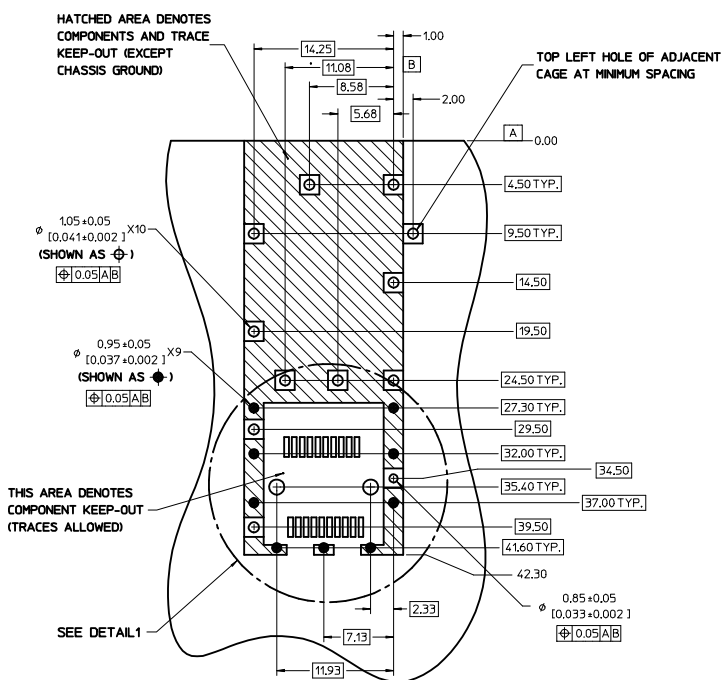 HATCHED AREA DENOTES
COMPONENTS AND TRACE
KEEP-OUT (EXCEPT
CHASSIS GROUND)
14.25
1.00
11.08
B
8.58
2.00
5.68
TOP LEFT HOLE OF ADJACENT
CAGE AT MINIMUM SPACING
A
0.00
4.50 TYP.
9.50 TYP.
14.50
19.50
24.50 TYP.
27.30 TYP.
29.50
32.00 TYP.
34.50
35.40 TYP.
37.00 TYP.
39.50
41.60 TYP.
42.30
ø 1,05 ±0.05
[0,041±0,002 ] X10
(SHOWN AS ⌖)
⌖ 0.05 A B
ø 0,95 ±0.05
[0,037 ±0,002 ] X9
(SHOWN AS ●)
⌖ 0.05 A B
THIS AREA DENOTES
COMPONENT KEEP-OUT
(TRACES ALLOWED)
SEE DETAIL1
2.33
7.13
11.93
ø 0,85 ±0.05
[0,033 ±0,002 ]
⌖ 0.05 A B